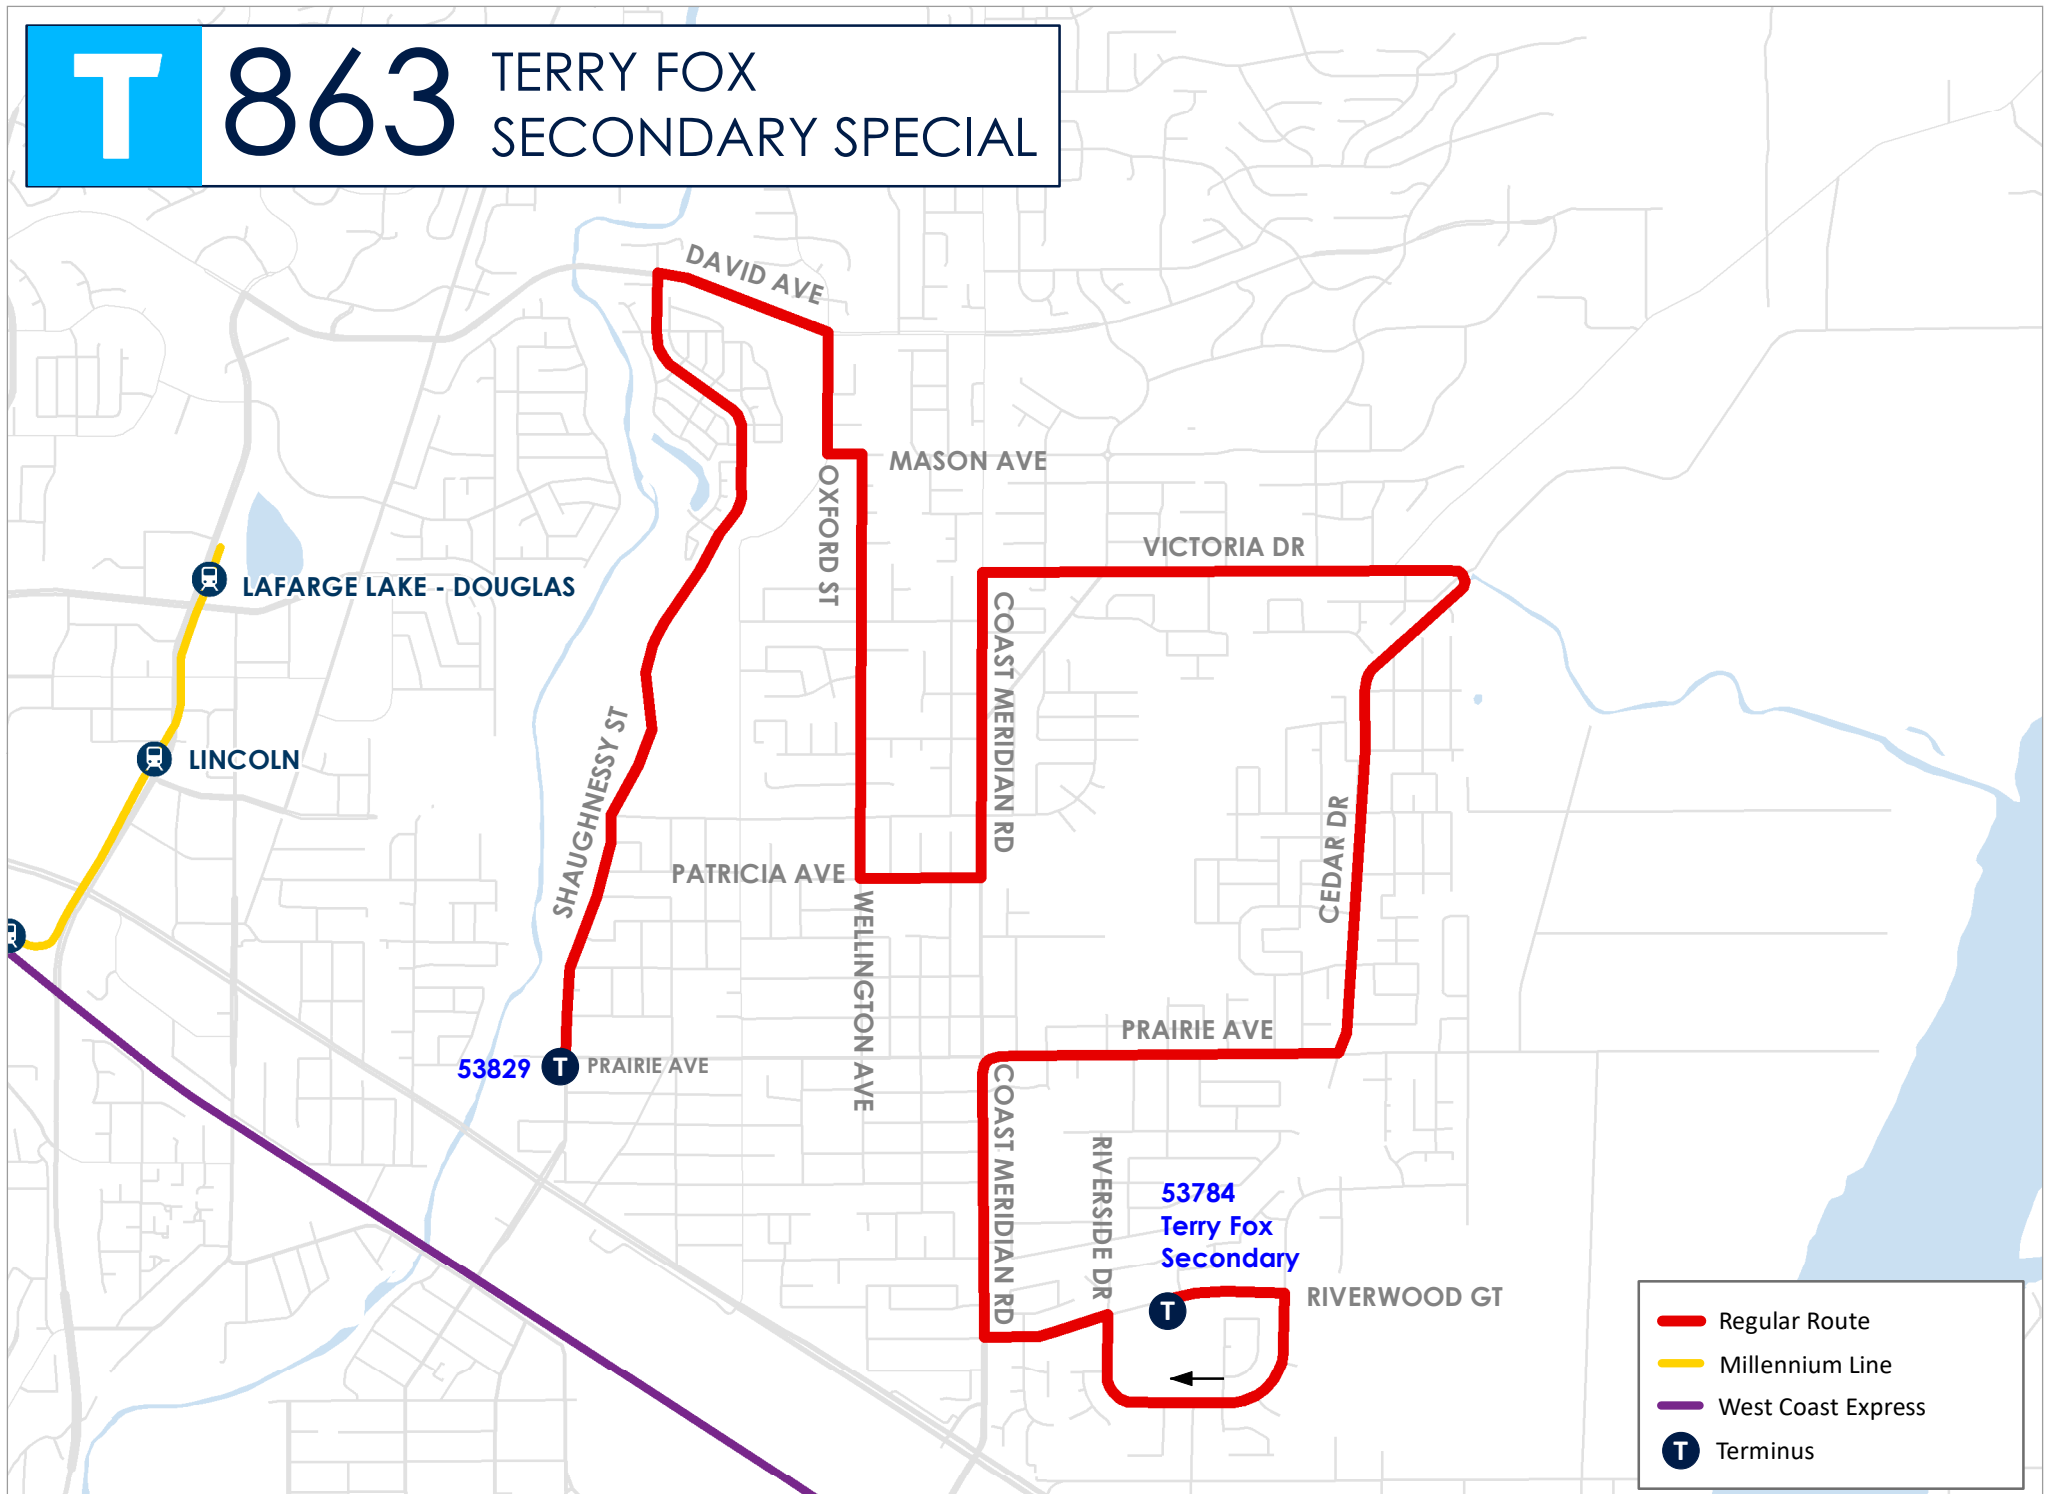 T
863
TERRY FOX
SECONDARY SPECIAL
DAVID AVE
MASON AVE
OXFORD ST
VICTORIA DR
LAFARGE LAKE - DOUGLAS
COAST MERIDIAN RD
LINCOLN
SHAUGHNESSY ST
CEDAR DR
PATRICIA AVE
WELLINGTON AVE
PRAIRIE AVE
53829
T
PRAIRIE AVE
COAST MERIDIAN RD
RIVERSIDE DR
53784
Terry Fox
Secondary
T
RIVERWOOD GT
Regular Route
Millennium Line
West Coast Express
T Terminus